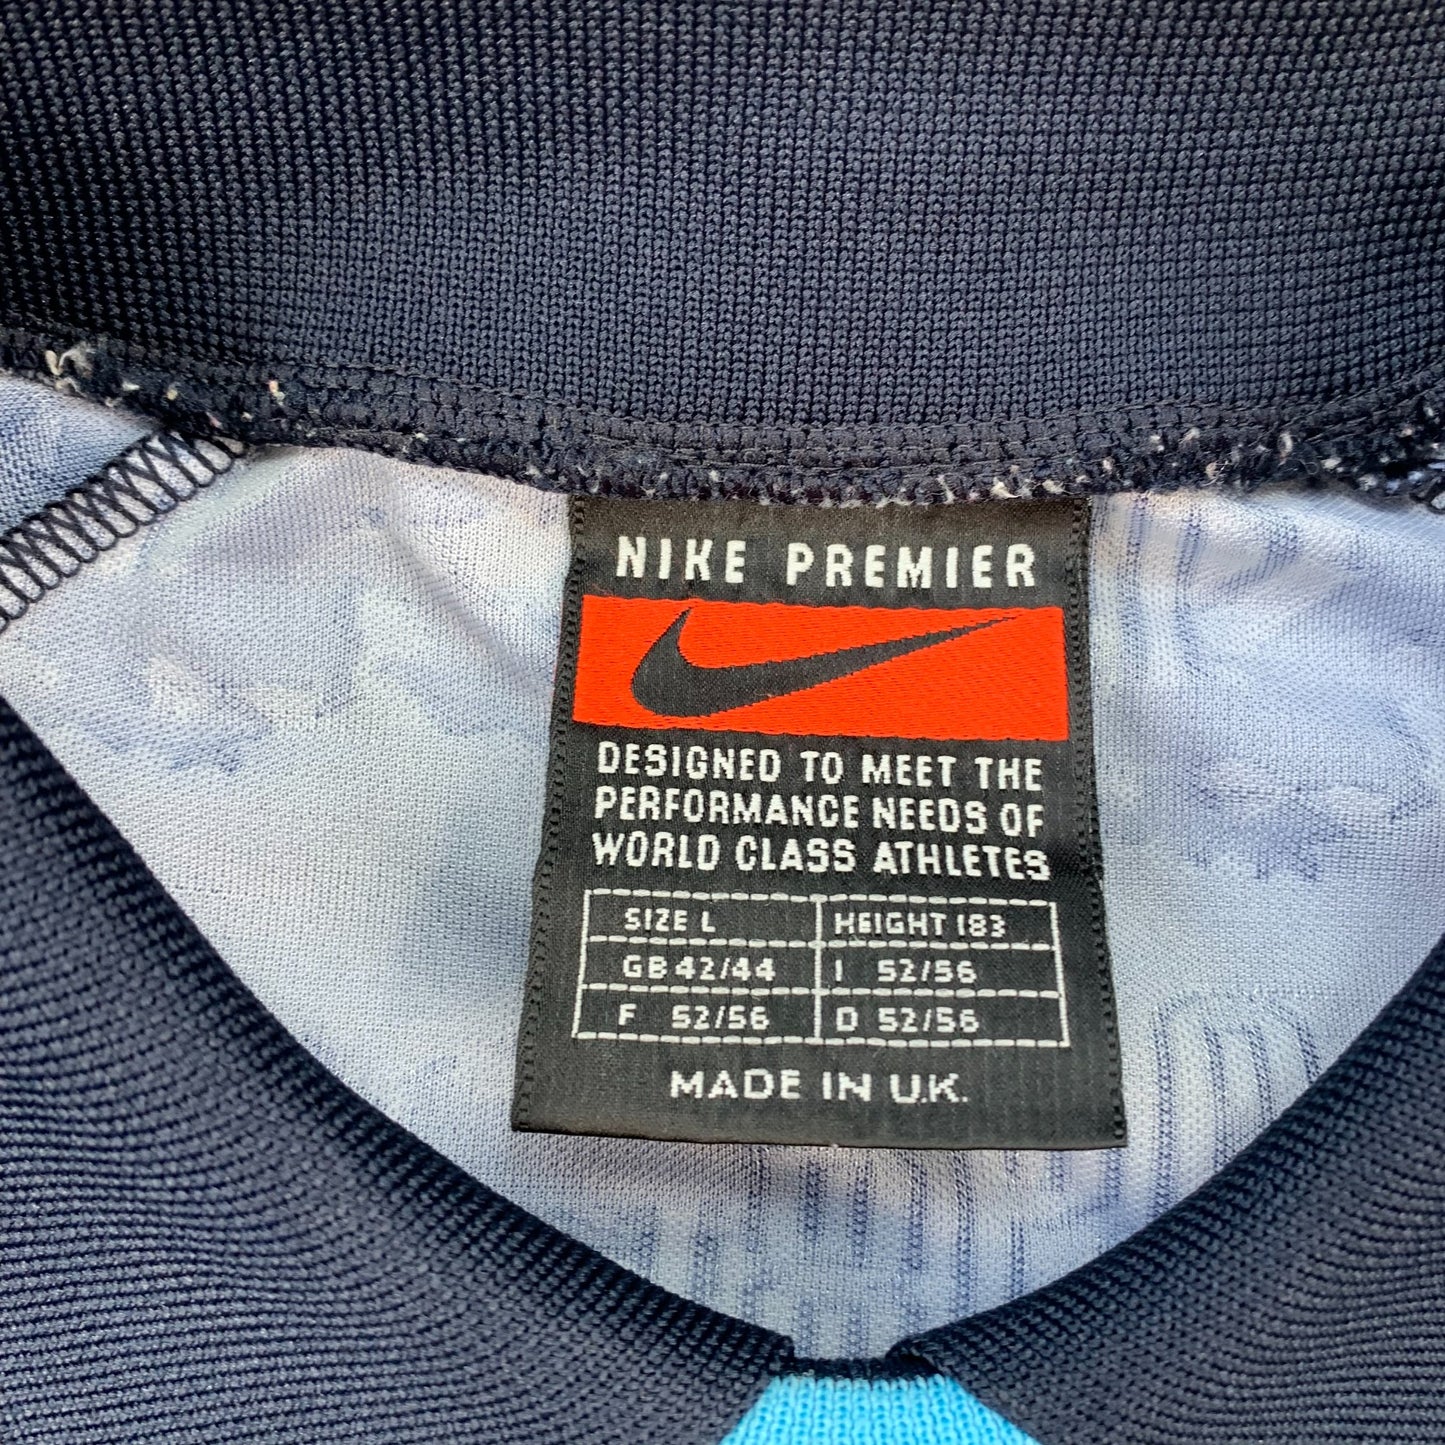 NIKE PREMIER
DESIGNED TO MEET THE
PERFORMANCE NEEDS OF
WORLD CLASS ATHLETES
SIZE L HEIGHT 183
GB 42/44 I 52/56
F 52/56 D 52/56
MADE IN U.K.